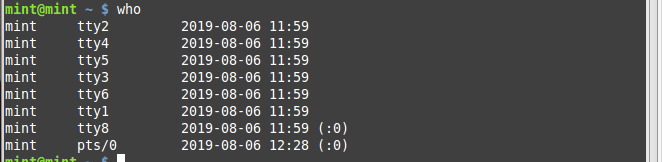 mint@mint ~ $ who
mint     tty2         2019-08-06 11:59
mint     tty4         2019-08-06 11:59
mint     tty5         2019-08-06 11:59
mint     tty3         2019-08-06 11:59
mint     tty6         2019-08-06 11:59
mint     tty1         2019-08-06 11:59
mint     tty8         2019-08-06 11:59 (:0)
mint     pts/0        2019-08-06 12:28 (:0)
mint@mint ~ $